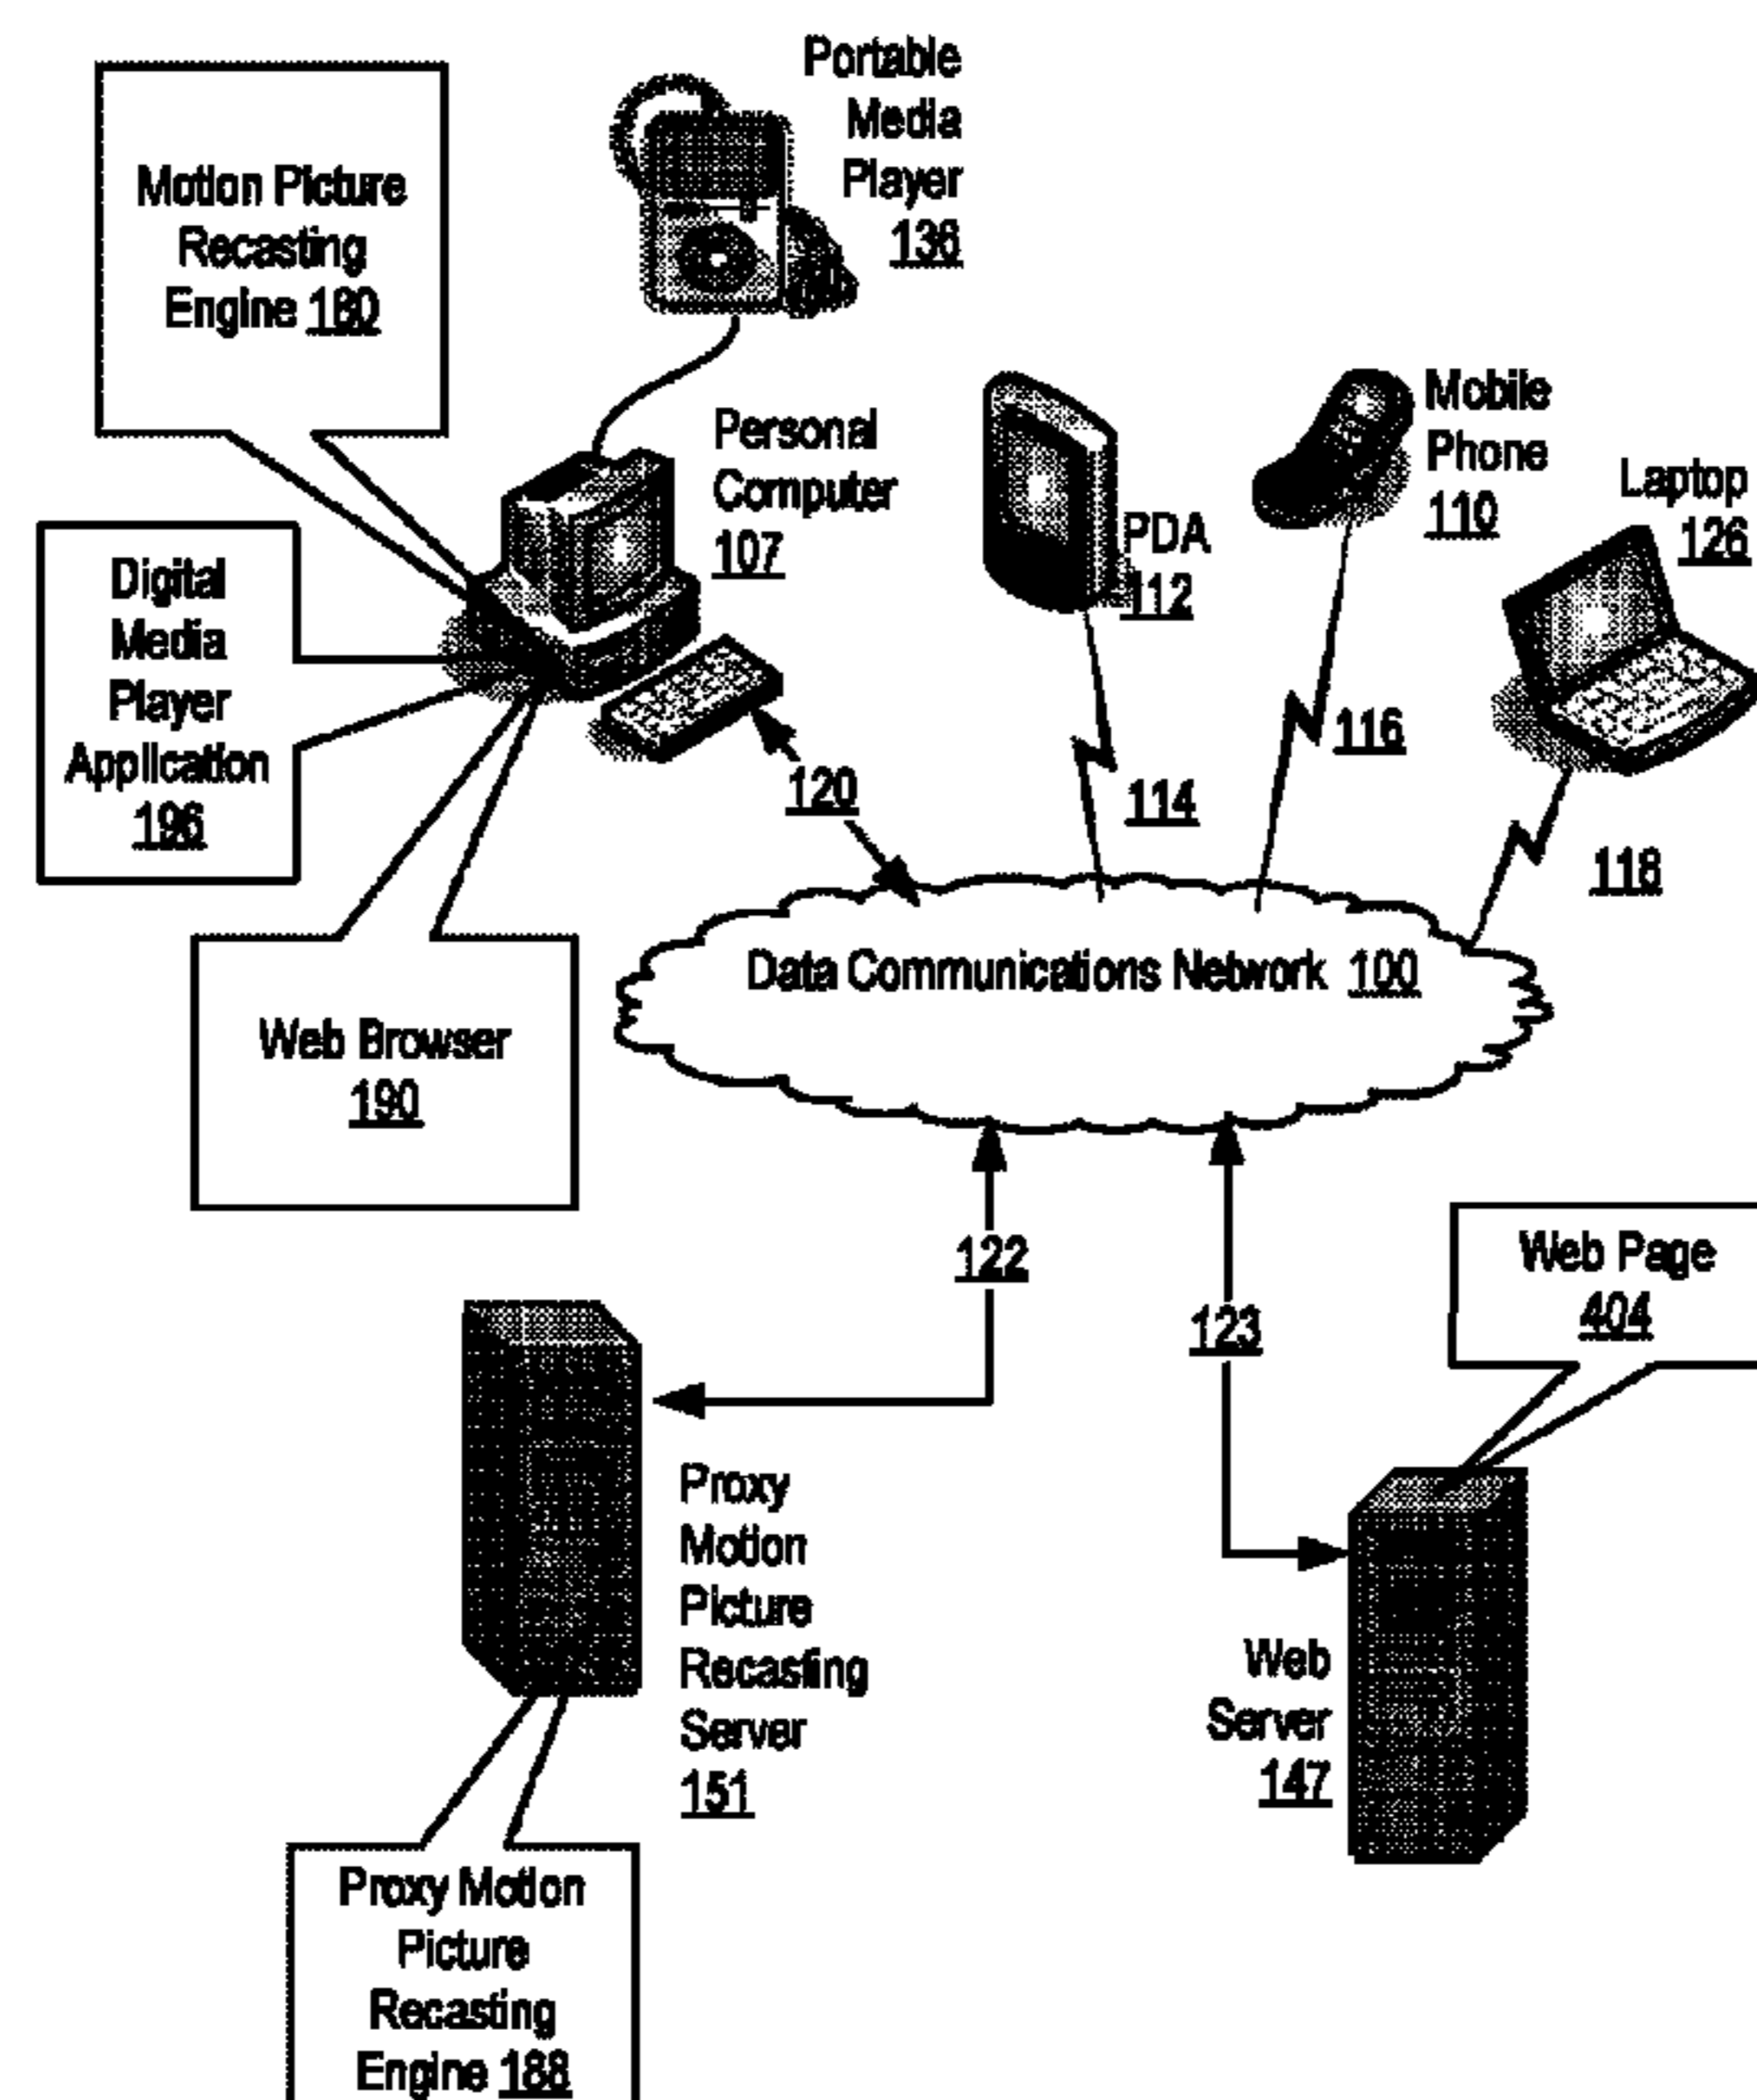 Portable
Media
Player
136
Motion Picture
Recasting
Engine 180
Personal
Computer
107
Mobile
Phone
110
Laptop
126
PDA
112
Digital
Media
Player
Application
196
120
114
116
118
Data Communications Network 100
Web Browser
190
122
123
Web Page
404
Proxy
Motion
Picture
Recasting
Server
151
Web
Server
147
Proxy Motion
Picture
Recasting
Engine 188